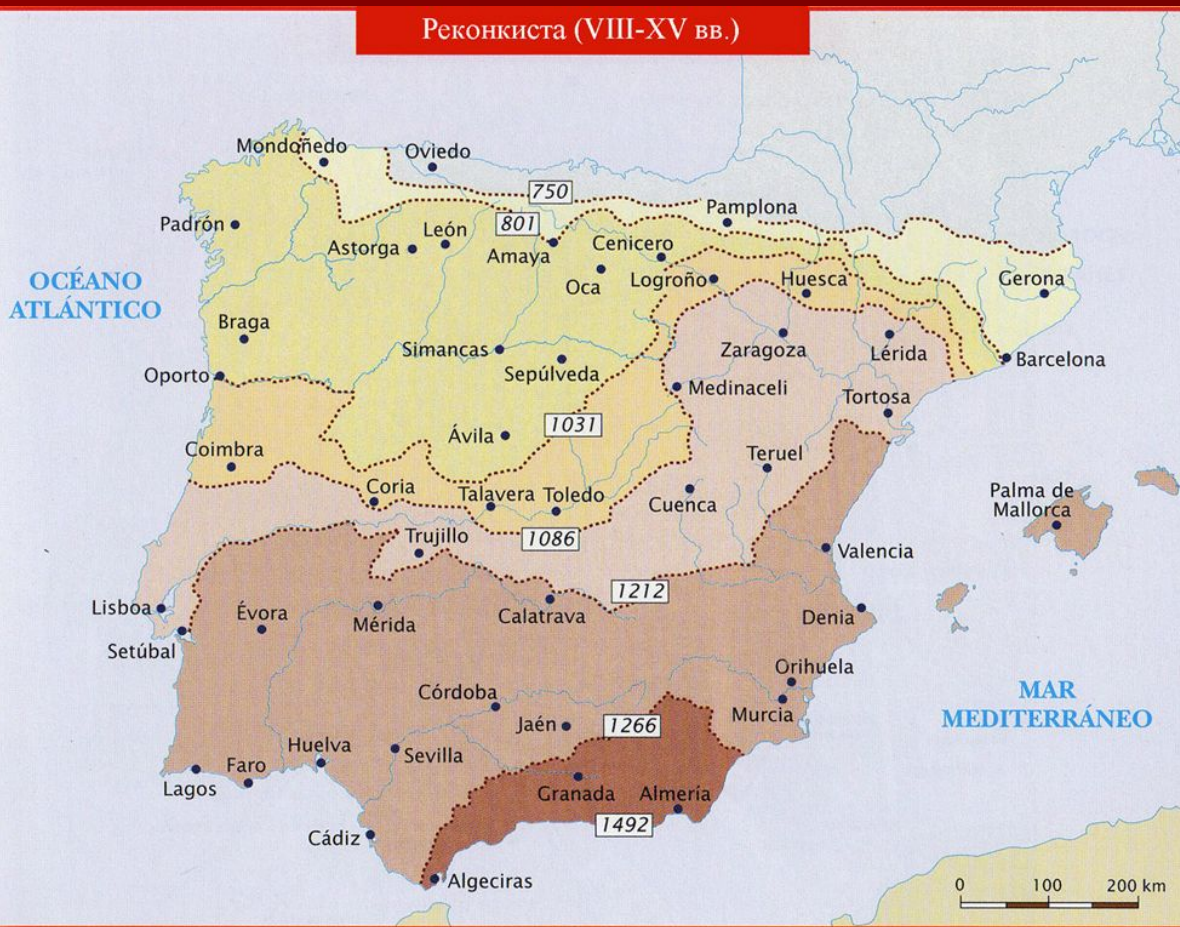 Реконкиста (VIII-XV вв.)
Mondoñedo
Oviedo
750
Padrón
801
Pamplona
León
Astorga
Amaya
Cenicero
OCÉANO
ATLÁNTICO
Oca
Logroño
Huesca
Gerona
Braga
Simancas
Sepúlveda
Zaragoza
Lérida
Barcelona
Oporto
Medinaceli
Tortosa
1031
Ávila
Coimbra
Teruel
Coria
Talavera
Toledo
Cuenca
Palma de
Mallorca
Trujillo
1086
Valencia
1212
Lisboa
Évora
Mérida
Calatrava
Denia
Setúbal
Orihuela
Córdoba
Murcia
MAR
MEDITERRÁNEO
Jaén
1266
Huelva
Sevilla
Faro
Lagos
Granada
Almería
1492
Cádiz
Algeciras
0 100 200 km